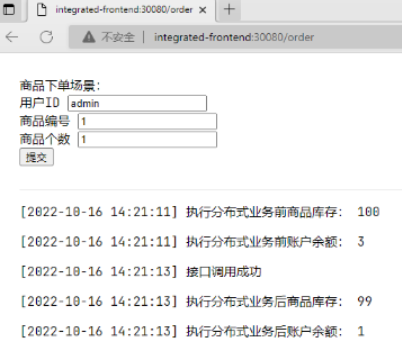 integrated-frontend:30080/order
不安全 | integrated-frontend:30080/order
商品下单场景:
用户ID admin
商品编号 1
商品个数 1
提交
[2022-10-16 14:21:11] 执行分布式业务前商品库存: 100
[2022-10-16 14:21:11] 执行分布式业务前账户余额: 3
[2022-10-16 14:21:13] 接口调用成功
[2022-10-16 14:21:13] 执行分布式业务后商品库存: 99
[2022-10-16 14:21:13] 执行分布式业务后账户余额: 1